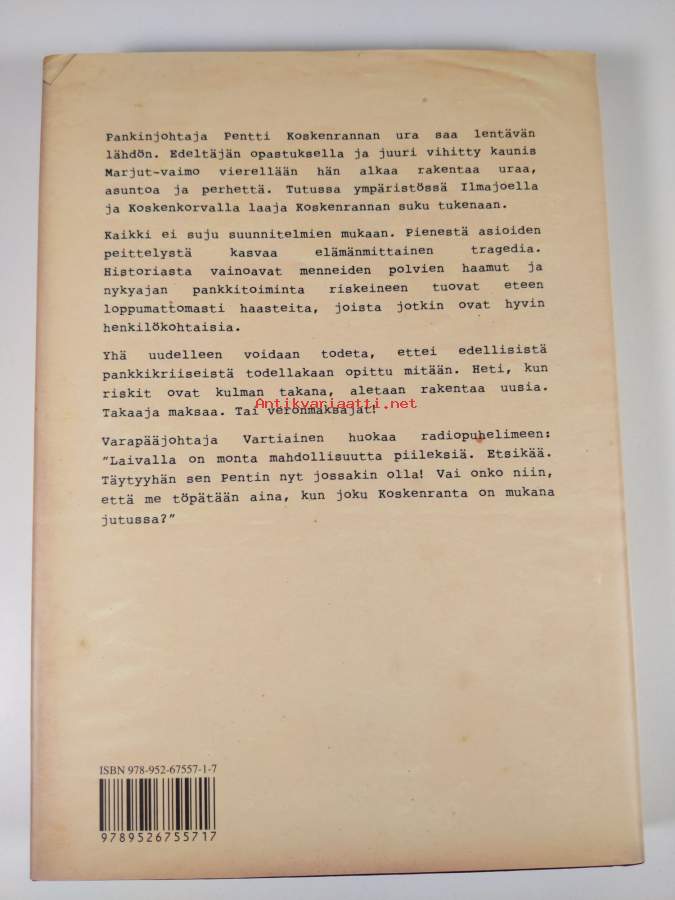 Pankinjohtaja Pentti Koskenrannan ura saa lentävän
lähdön. Edeltäjän opastuksella ja juuri vihitty kaunis
Marjut-vaimo vierellään hän alkaa rakentaa uraa,
asuntoa ja perhettä. Tutussa ympäristössä Ilmajoella
ja Koskenkorvalla laaja Koskenrannan suku tukenaan.
Kaikki ei suju suunnitelmien mukaan. Pienestä asioiden
peittelystä kasvaa elämänmittainen tragedia.
Historiasta vainoavat menneiden polvien haamut ja
nykyajan pankkitoiminta riskeineen tuovat eteen
loppumattomasti haasteita, joista jotkin ovat hyvin
henkilökohtaisia.
Yhä uudelleen voidaan todeta, ettei edellisistä
pankkikriiseistä todellakaan opittu mitään. Heti, kun
riskit ovat kulman takana, aletaan rakentaa uusia.
Takaaja maksaa. Tai veronmaksajat!
Antikvariaatti.net
Varapääjohtaja Vartiainen huokaa radiopuhelimeen:
"Laivalla on monta mahdollisuutta piileksiä. Etsikää.
Täytyyhän sen Pentin nyt jossakin olla! Vai onko niin,
että me töpätään aina, kun joku Koskenranta on mukana
jutussa?"
ISBN 978-952-67557-1-7
9789526755717